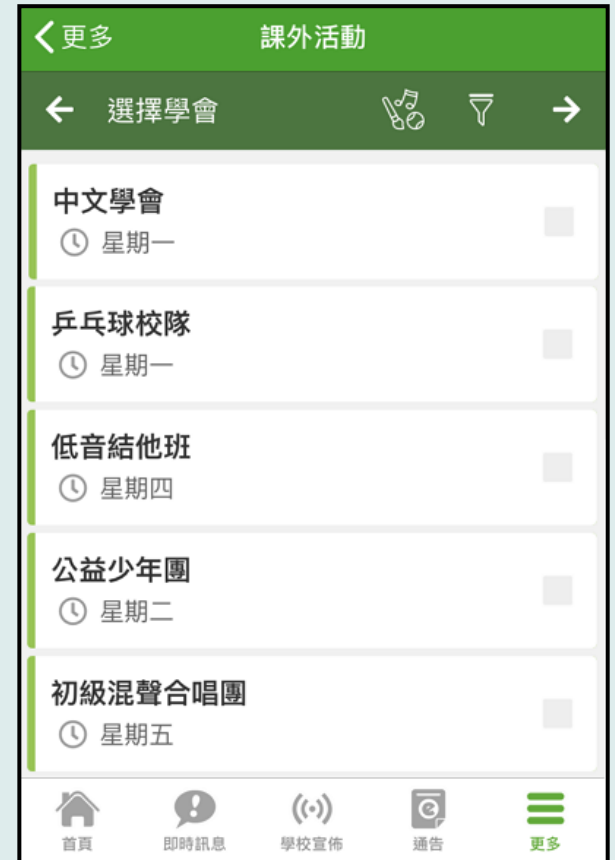 更多 課外活動
選擇學會
中文學會
星期一
乒乓球校隊
星期一
低音結他班
星期四
公益少年團
星期二
初級混聲合唱團
星期五
首頁 即時訊息 學校宣佈 通告 更多